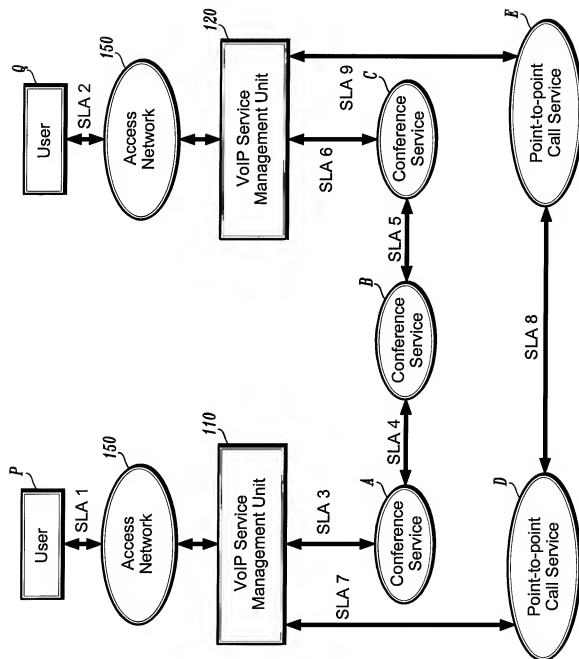 P
User
SLA 1
150
Access
Network
110
VoIP Service
Management Unit
SLA 7
SLA 3
A
Conference
Service
SLA 4
B
Conference
Service
SLA 5
D
Point-to-point
Call Service
SLA 8
Q
User
SLA 2
150
Access
Network
120
VoIP Service
Management Unit
SLA 6
SLA 9
C
Conference
Service
E
Point-to-point
Call Service